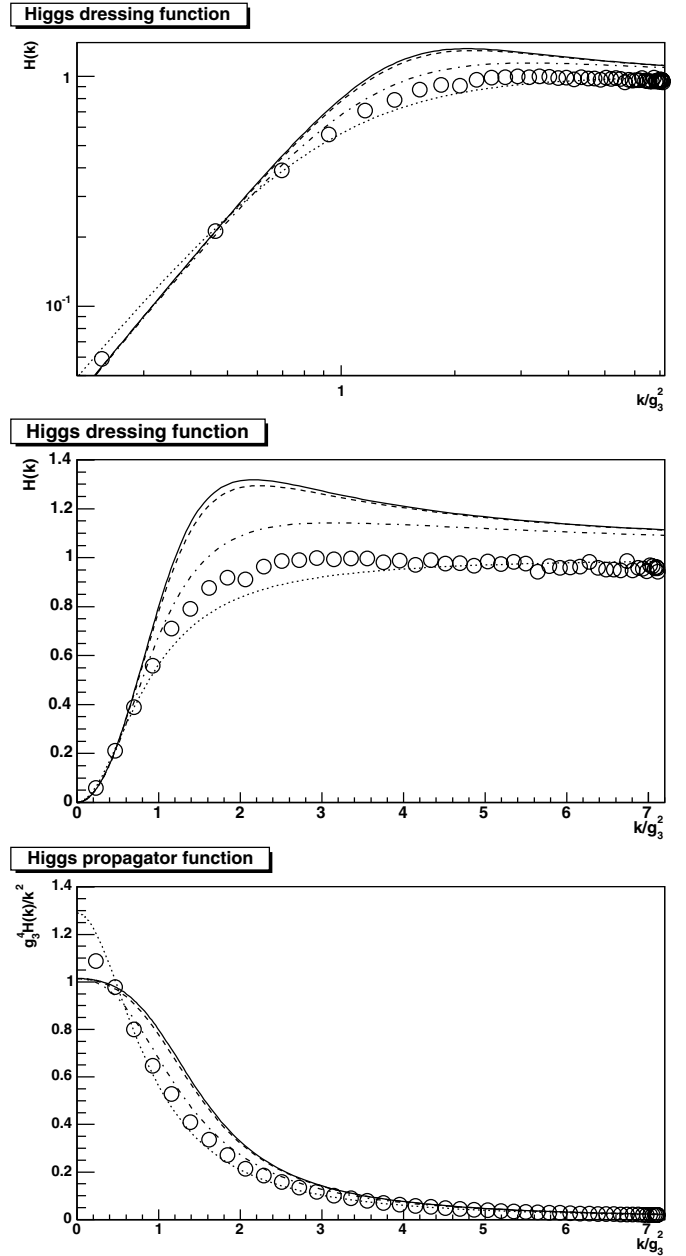 Higgs dressing function
H(k)
1
10⁻¹
1
k/g₃²
Higgs dressing function
H(k)
1.4
1.2
1
0.8
0.6
0.4
0.2
0
0 1 2 3 4 5 6 7
k/g₃²
Higgs propagator function
g₃⁴H(k)/k²
1.4
1.2
1
0.8
0.6
0.4
0.2
0
0 1 2 3 4 5 6 7
k/g₃²